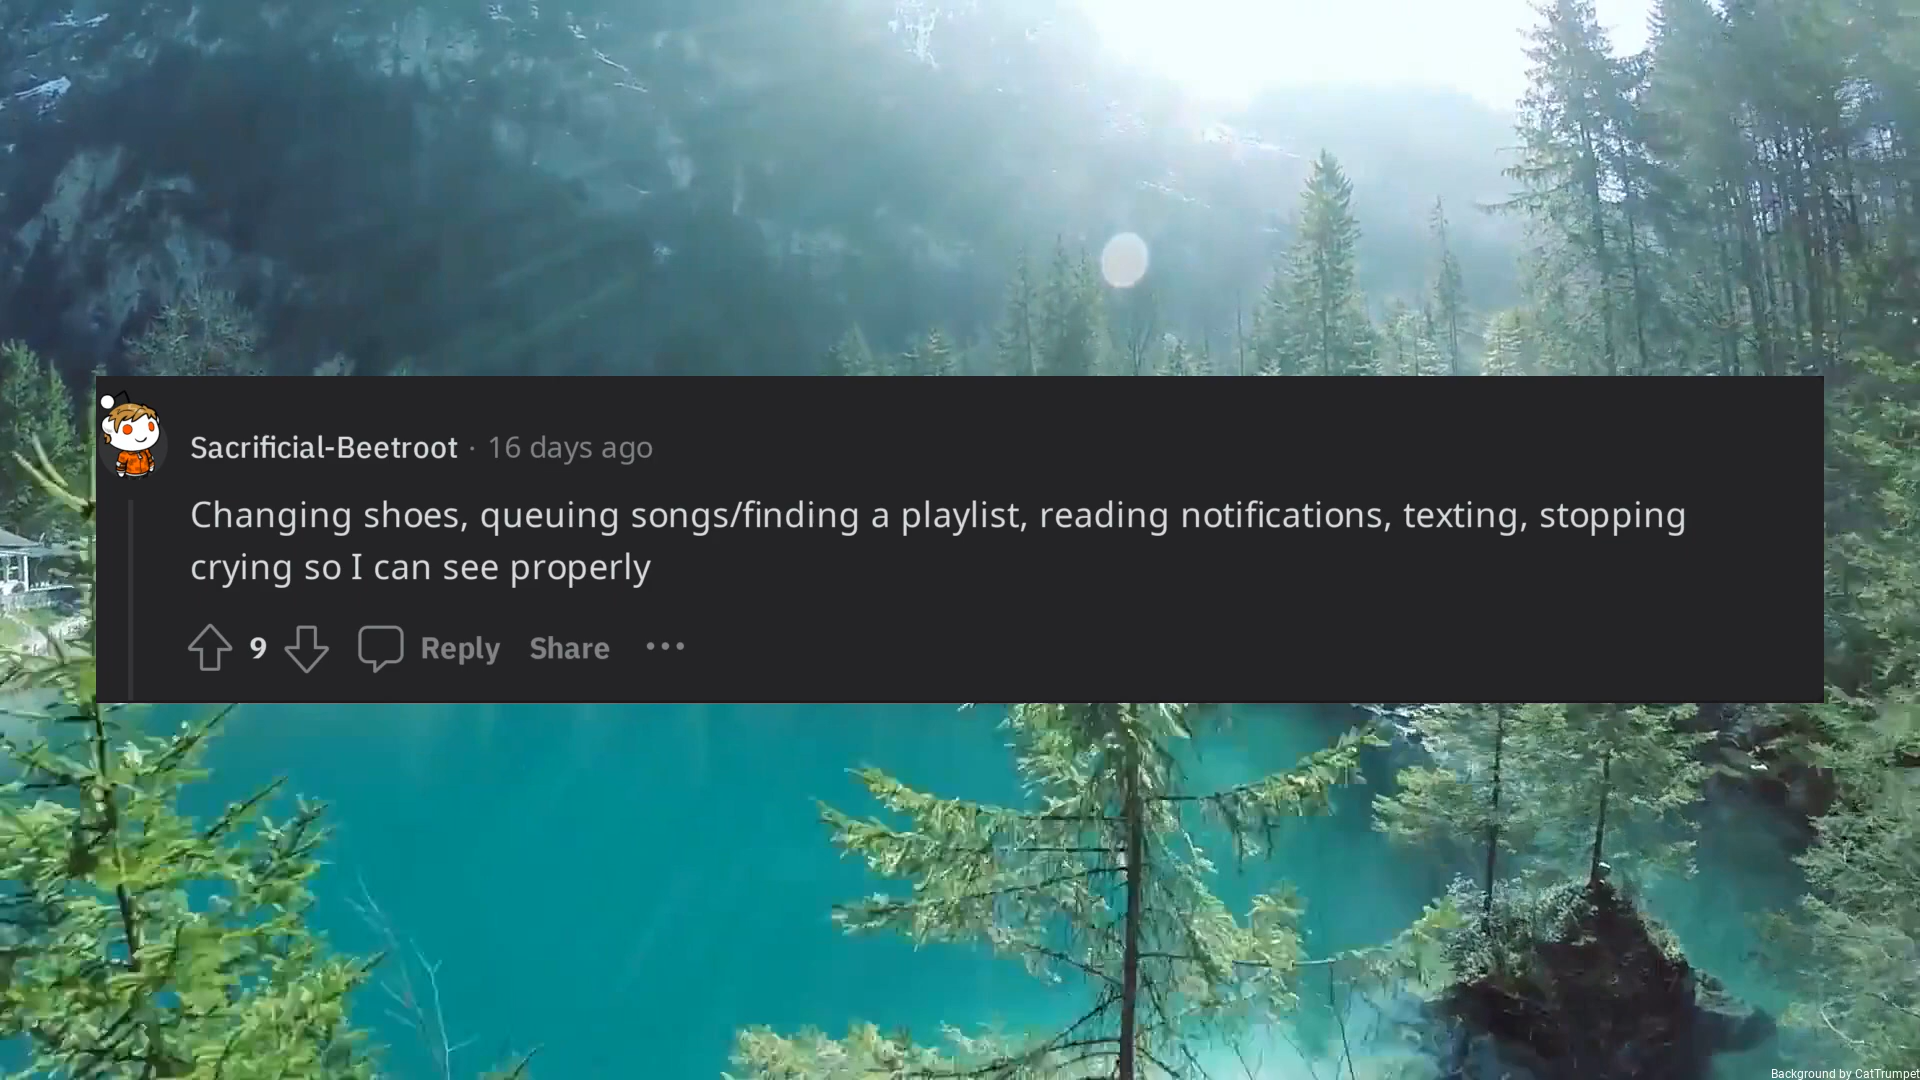 Sacrificial-Beetroot · 16 days ago
Changing shoes, queuing songs/finding a playlist, reading notifications, texting, stopping
crying so I can see properly
9 Reply Share ...
Background by CatTrumpet